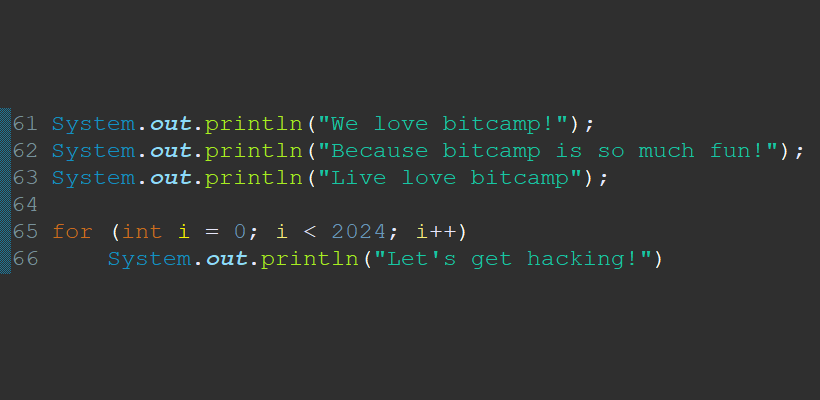 61 System.out.println("We love bitcamp!");
62 System.out.println("Because bitcamp is so much fun!");
63 System.out.println("Live love bitcamp");
64
65 for (int i = 0; i < 2024; i++)
66     System.out.println("Let's get hacking!")